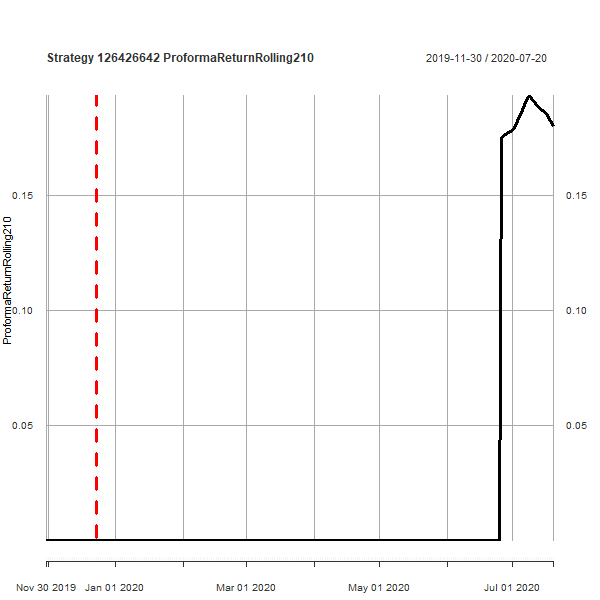 Strategy 126426642 ProformaReturnRolling210
2019-11-30 / 2020-07-20
ProformaReturnRolling210
0.15
0.15
0.10
0.10
0.05
0.05
Nov 30 2019
Jan 01 2020
Mar 01 2020
May 01 2020
Jul 01 2020